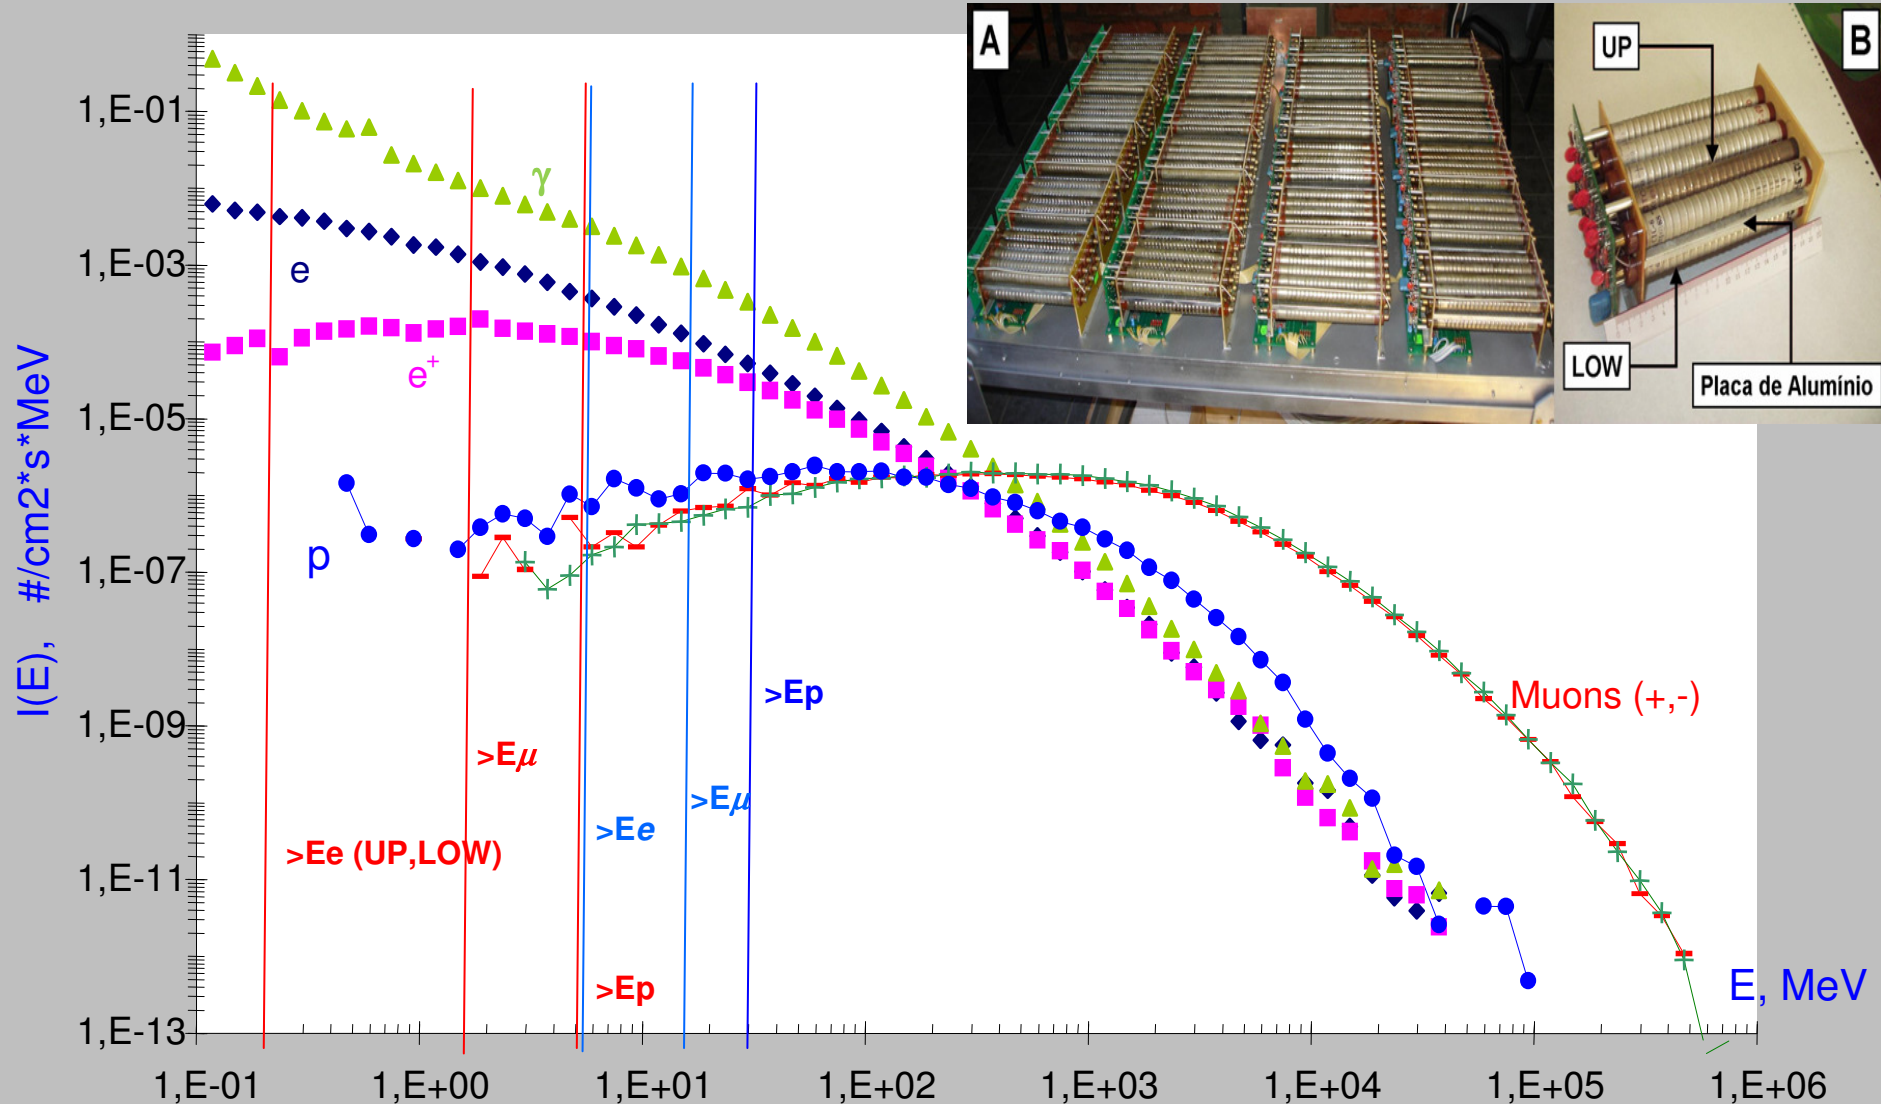 A
UP
B
LOW
Placa de Alumínio
I(E), #/cm2*s*MeV
1,E-01
1,E-03
1,E-05
1,E-07
1,E-09
1,E-11
1,E-13
γ
e
e+
p
>Ep
Muons (+,-)
>Eμ
>Eμ
>Ee
>Ee (UP,LOW)
>Ep
E, MeV
1,E-01
1,E+00
1,E+01
1,E+02
1,E+03
1,E+04
1,E+05
1,E+06